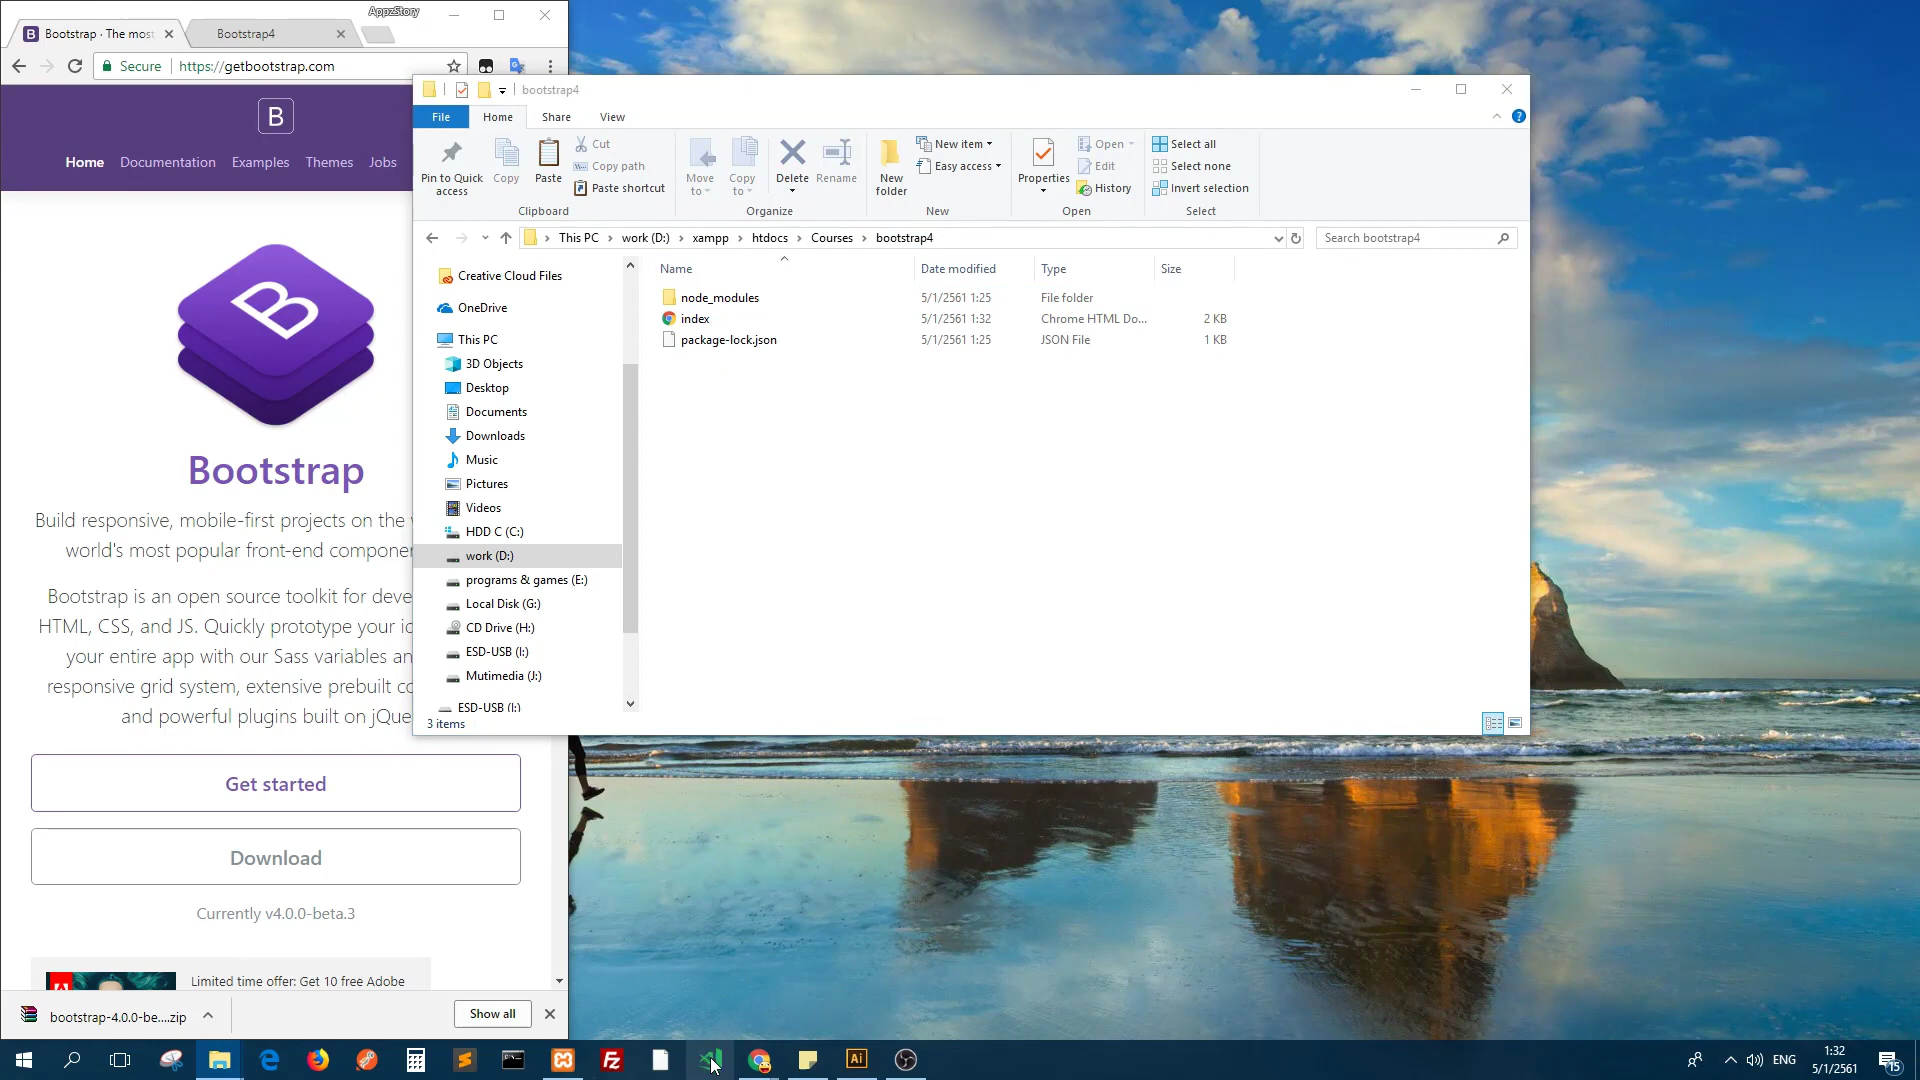 AppzStory
Bootstrap · The most
Bootstrap4
Secure
https://getbootstrap.com
B
Home
Documentation
Examples
Themes
Jobs
B
Bootstrap
Build responsive, mobile-first projects on the
world's most popular front-end
Bootstrap is an open source toolkit for
HTML, CSS, and JS. Quickly prototype your
your entire app with our Sass variables
responsive grid system, extensive prebuilt
and powerful plugins built on
Get started
Download
Currently v4.0.0-beta.3
Limited time offer: Get 10 free Adobe
bootstrap-4.0.0-be....zip
Show all
bootstrap4
File
Home
Share
View
Pin to Quick
access
Copy
Paste
Cut
Copy path
Paste shortcut
Clipboard
Move
to
Copy
to
Delete
Rename
Organize
New
folder
New item
Easy access
New
Properties
Open
Edit
History
Open
Select all
Select none
Invert selection
Select
This PC
work (D:)
xampp
htdocs
Courses
bootstrap4
Search bootstrap4
Creative Cloud Files
OneDrive
This PC
3D Objects
Desktop
Documents
Downloads
Music
Pictures
Videos
HDD C (C:)
work (D:)
programs & games (E:)
Local Disk (G:)
CD Drive (H:)
ESD-USB (I:)
Mutimedia (J:)
ESD-USB (I:)
Name
Date modified
Type
Size
node_modules
5/1/2561 1:25
File folder
index
5/1/2561 1:32
Chrome HTML Do...
2 KB
package-lock.json
5/1/2561 1:25
JSON File
1 KB
3 items
Ai
ENG
1:32
5/1/2561
15